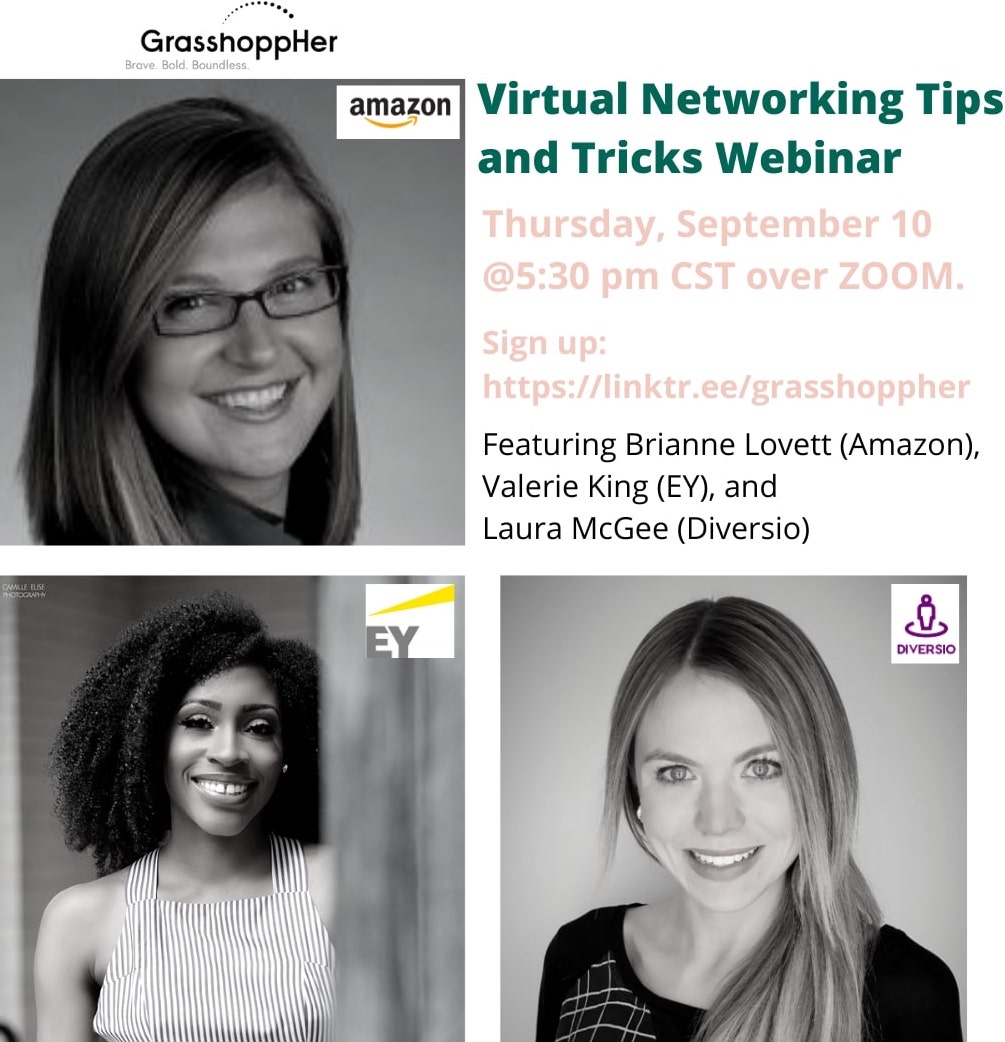 GrasshoppHer
Brave. Bold. Boundless.
amazon
Virtual Networking Tips
and Tricks Webinar
Thursday, September 10
@5:30 pm CST over ZOOM.
Sign up:
https://linktr.ee/grasshoppher
Featuring Brianne Lovett (Amazon),
Valerie King (EY), and
Laura McGee (Diversio)
CAMILLE ELISE
PHOTOGRAPHY
EY
DIVERSIO